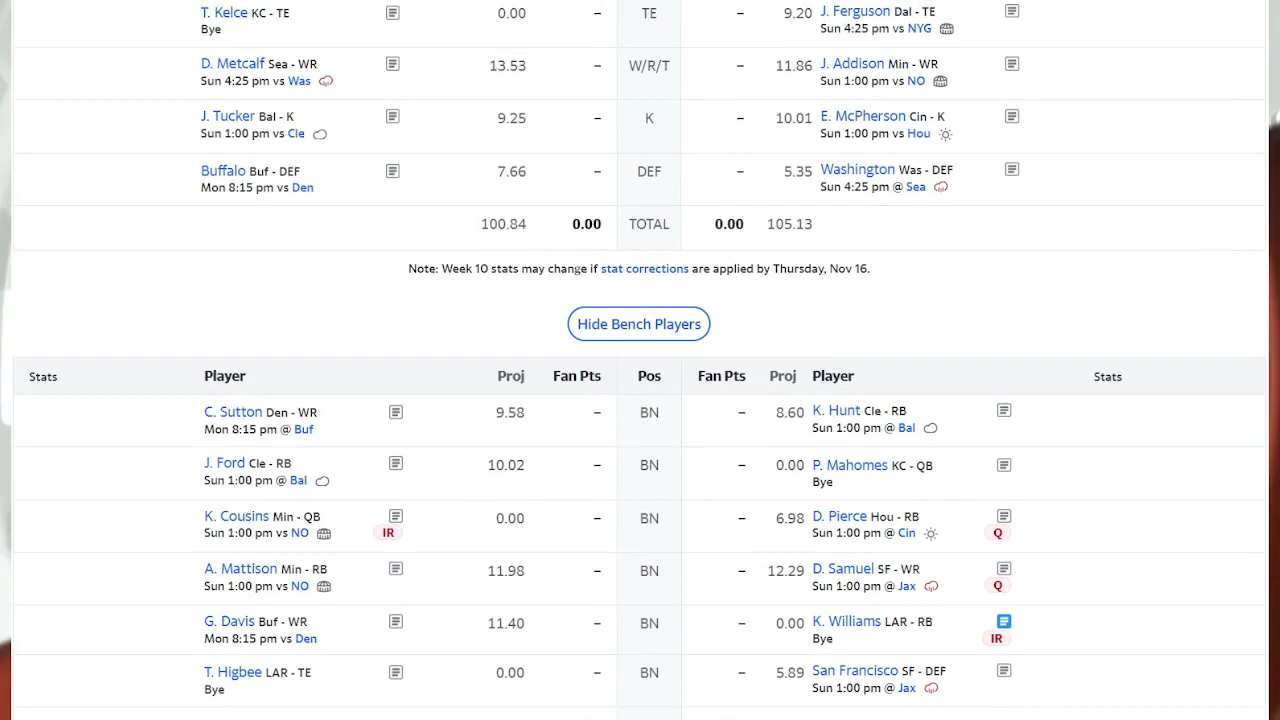 T. Kelce KC - TE 0.00 – TE – 9.20 J. Ferguson Dal - TE
Bye Sun 4:25 pm vs NYG
D. Metcalf Sea - WR 13.53 – W/R/T – 11.86 J. Addison Min - WR
Sun 4:25 pm vs Was Sun 1:00 pm vs NO
J. Tucker Bal - K 9.25 – K – 10.01 E. McPherson Cin - K
Sun 1:00 pm vs Cle Sun 1:00 pm vs Hou
Buffalo Buf - DEF 7.66 – DEF – 5.35 Washington Was - DEF
Mon 8:15 pm vs Den Sun 4:25 pm @ Sea
100.84 0.00 TOTAL 0.00 105.13
Note: Week 10 stats may change if stat corrections are applied by Thursday, Nov 16.
Hide Bench Players
Stats Player Proj Fan Pts Pos Fan Pts Proj Player Stats
C. Sutton Den - WR 9.58 – BN – 8.60 K. Hunt Cle - RB
Mon 8:15 pm @ Buf Sun 1:00 pm @ Bal
J. Ford Cle - RB 10.02 – BN – 0.00 P. Mahomes KC - QB
Sun 1:00 pm @ Bal Bye
K. Cousins Min - QB 0.00 – BN – 6.98 D. Pierce Hou - RB
Sun 1:00 pm vs NO IR Sun 1:00 pm @ Cin Q
A. Mattison Min - RB 11.98 – BN – 12.29 D. Samuel SF - WR
Sun 1:00 pm vs NO Sun 1:00 pm @ Jax Q
G. Davis Buf - WR 11.40 – BN – 0.00 K. Williams LAR - RB
Mon 8:15 pm vs Den Bye IR
T. Higbee LAR - TE 0.00 – BN – 5.89 San Francisco SF - DEF
Bye Sun 1:00 pm @ Jax